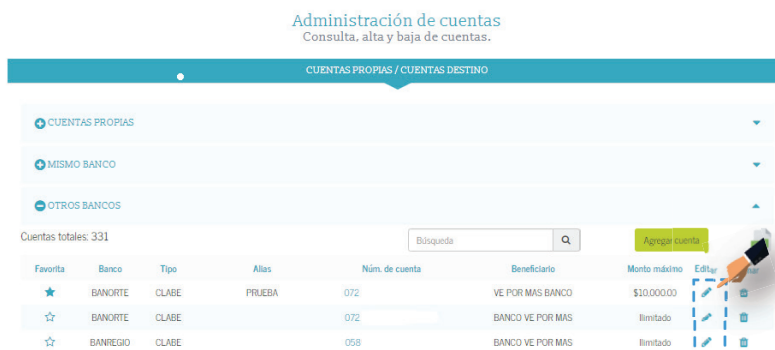 Administración de cuentas
Consulta, alta y baja de cuentas.
CUENTAS PROPIAS / CUENTAS DESTINO
CUENTAS PROPIAS
MISMO BANCO
OTROS BANCOS
Cuentas totales: 331 Búsqueda Agregar cuenta
Favorita Banco Tipo Alias Núm. de cuenta Beneficiario Monto máximo Editar
BANORTE CLABE PRUEBA 072 VE POR MAS BANCO $10,000.00
BANORTE CLABE 072 BANCO VE POR MAS Ilimitado
BANREGIO CLABE 058 BANCO VE POR MAS Ilimitado